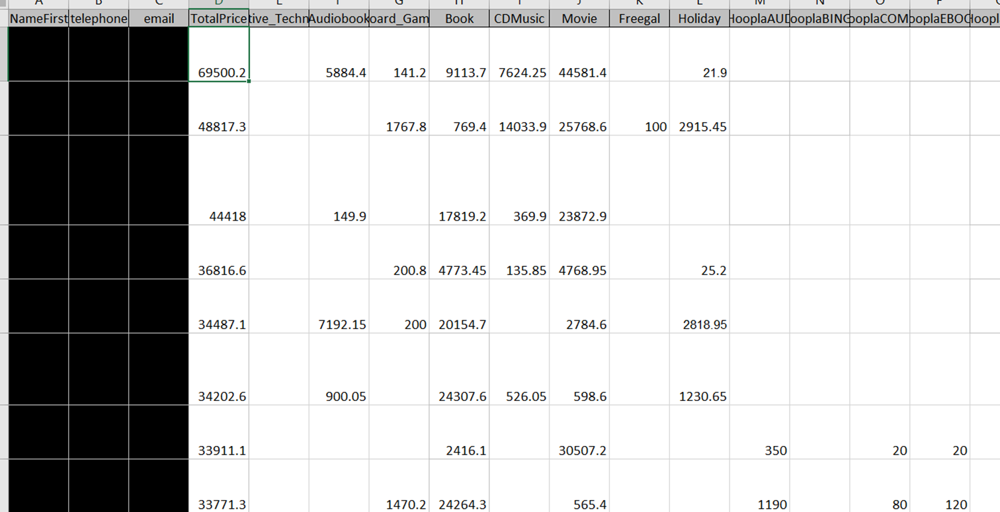 A B C D E F G H I J K L M N O P
NameFirst telephone email TotalPrice tive_Techn Audiobook oard_Gam Book CDMusic Movie Freegal Holiday HooplaAUD ooplaBING ooplaCOM ooplaEBOO Hoopl
69500.2 5884.4 141.2 9113.7 7624.25 44581.4 21.9
48817.3 1767.8 769.4 14033.9 25768.6 100 2915.45
44418 149.9 17819.2 369.9 23872.9
36816.6 200.8 4773.45 135.85 4768.95 25.2
34487.1 7192.15 200 20154.7 2784.6 2818.95
34202.6 900.05 24307.6 526.05 598.6 1230.65
33911.1 2416.1 30507.2 350 20 20
33771.3 1470.2 24264.3 565.4 1190 80 120